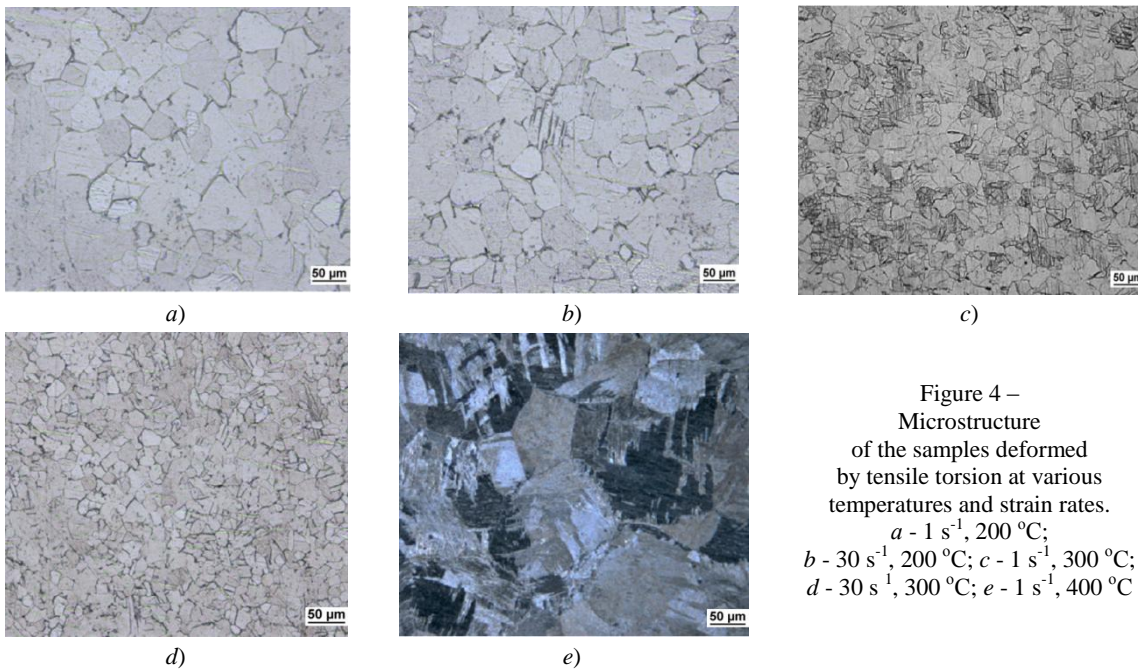 50 µm
50 µm
50 µm
a)
b)
c)
50 µm
50 µm
d)
e)
Figure 4 –
Microstructure
of the samples deformed
by tensile torsion at various
temperatures and strain rates.
a - 1 s⁻¹, 200 ºC;
b - 30 s⁻¹, 200 ºC; c - 1 s⁻¹, 300 ºC;
d - 30 s ¹, 300 ºC; e - 1 s⁻¹, 400 ºC